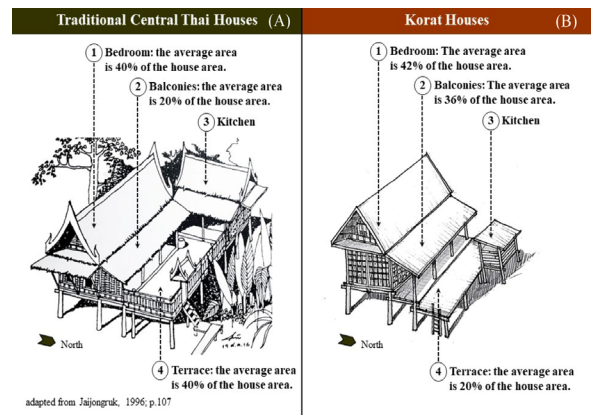 Traditional Central Thai Houses (A)
1 Bedroom: the average area
is 40% of the house area.
2 Balconies: the average area
is 20% of the house area.
3 Kitchen
North
4 Terrace: the average area
is 40% of the house area.
adapted from Jaijongruk, 1996; p.107
Korat Houses (B)
1 Bedroom: The average area
is 42% of the house area.
2 Balconies: The average area
is 36% of the house area.
3 Kitchen
North
4 Terrace: the average area
is 20% of the house area.